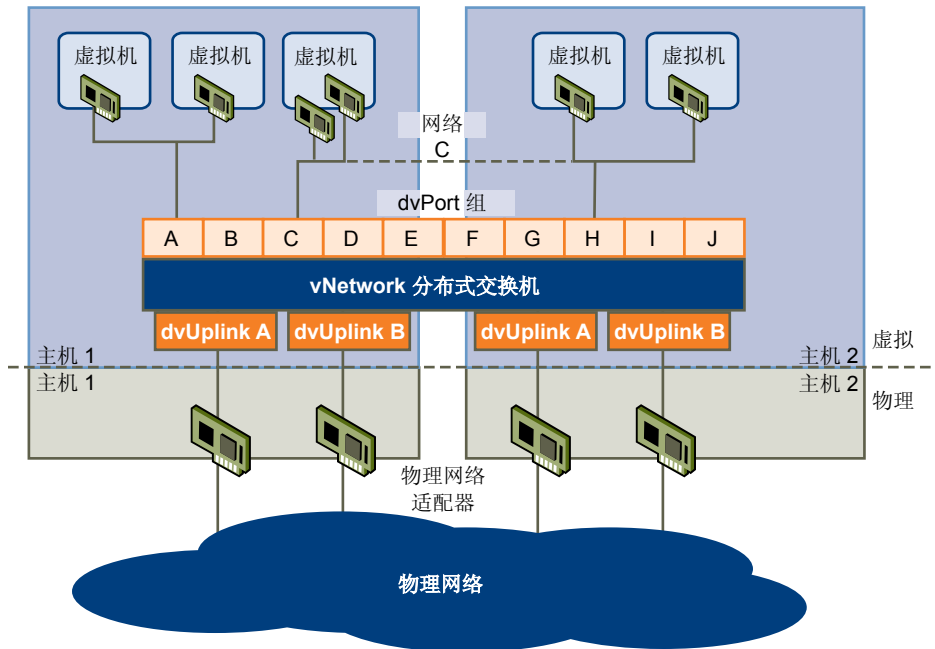 虚拟机
虚拟机
虚拟机
虚拟机
虚拟机
网络
C
dvPort 组
A B C D E F G H I J
vNetwork 分布式交换机
dvUplink A
dvUplink B
dvUplink A
dvUplink B
主机 1
主机 2
虚拟
主机 1
主机 2
物理
物理网络
适配器
物理网络